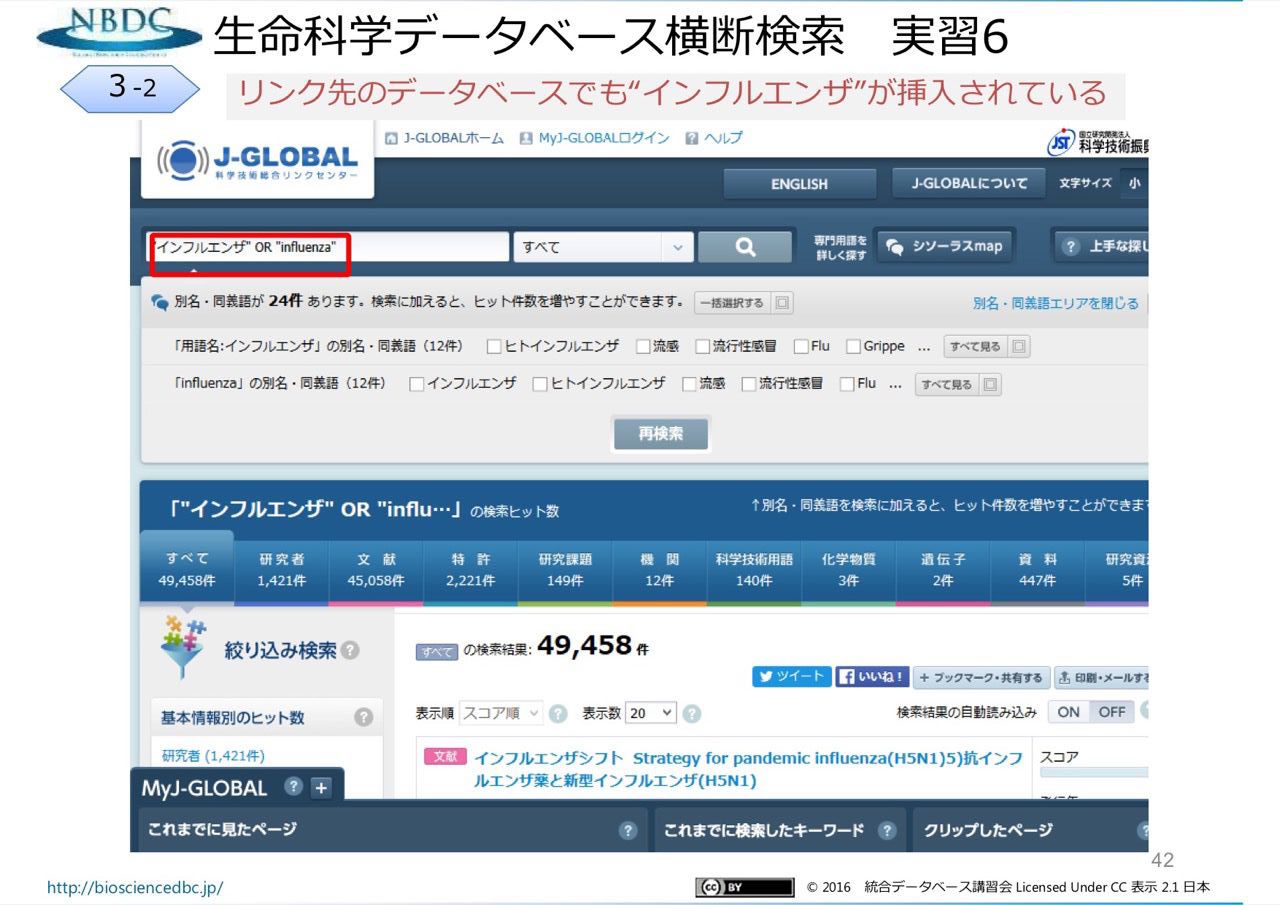 NBDC 生命科学データベース横断検索 実習6
3-2
リンク先のデータベースでも“インフルエンザ”が挿入されている
J-GLOBAL
科学技術総合リンクセンター
J-GLOBALホーム MyJ-GLOBALログイン ? ヘルプ
JST 国立研究開発法人
科学技術振興
ENGLISH J-GLOBALについて 文字サイズ 小
"インフルエンザ" OR "influenza" すべて 専門用語を詳しく探す シソーラスmap ? 上手な探し
別名・同義語が 24件 あります。検索に加えると、ヒット件数を増やすことができます。 一括選択する 別名・同義語エリアを閉じる
「用語名:インフルエンザ」の別名・同義語（12件） ヒトインフルエンザ 流感 流行性感冒 Flu Grippe ... すべて見る
「influenza」の別名・同義語（12件） インフルエンザ ヒトインフルエンザ 流感 流行性感冒 Flu ... すべて見る
再検索
「"インフルエンザ" OR "influ…」の検索ヒット数 ↑別名・同義語を検索に加えると、ヒット件数を増やすことができま
すべて 研究者 文献 特許 研究課題 機関 科学技術用語 化学物質 遺伝子 資料 研究資
49,458件 1,421件 45,058件 2,221件 149件 12件 140件 3件 2件 447件 5件
絞り込み検索 ?
すべて の検索結果: 49,458 件
ツイート いいね！ + ブックマーク・共有する 印刷・メールする
基本情報別のヒット数 ?
表示順 スコア順 ? 表示数 20 ? 検索結果の自動読み込み ON OFF
研究者 (1,421件)
文献 インフルエンザシフト Strategy for pandemic influenza(H5N1)5)抗インフ
ルエンザ薬と新型インフルエンザ(H5N1)
スコア
MyJ-GLOBAL ? +
これまでに見たページ ? これまでに検索したキーワード ? クリップしたページ ?
42
http://biosciencedbc.jp/ cc BY © 2016 統合データベース講習会 Licensed Under CC 表示 2.1 日本